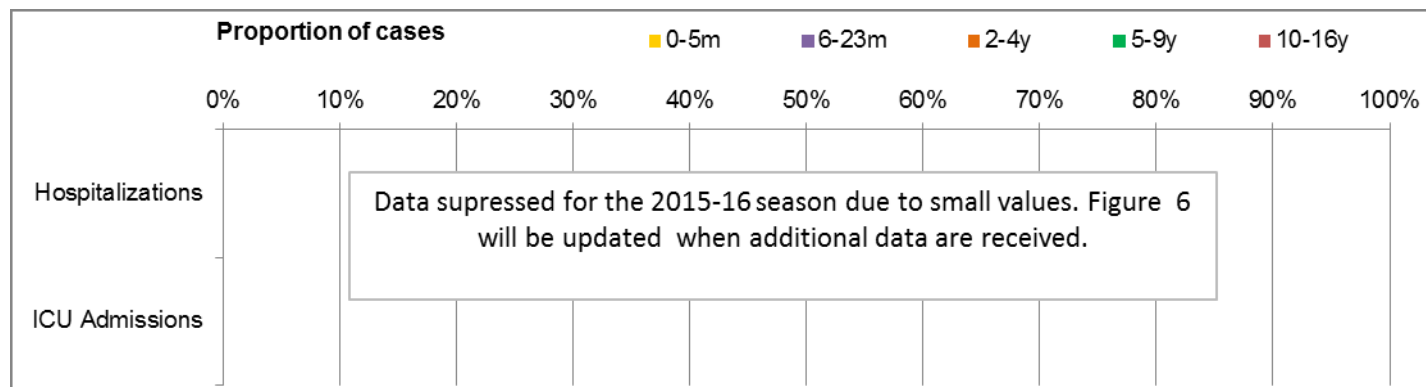 Proportion of cases
0-5m 6-23m 2-4y 5-9y 10-16y
0% 10% 20% 30% 40% 50% 60% 70% 80% 90% 100%
Hospitalizations
Data supressed for the 2015-16 season due to small values. Figure 6
will be updated when additional data are received.
ICU Admissions